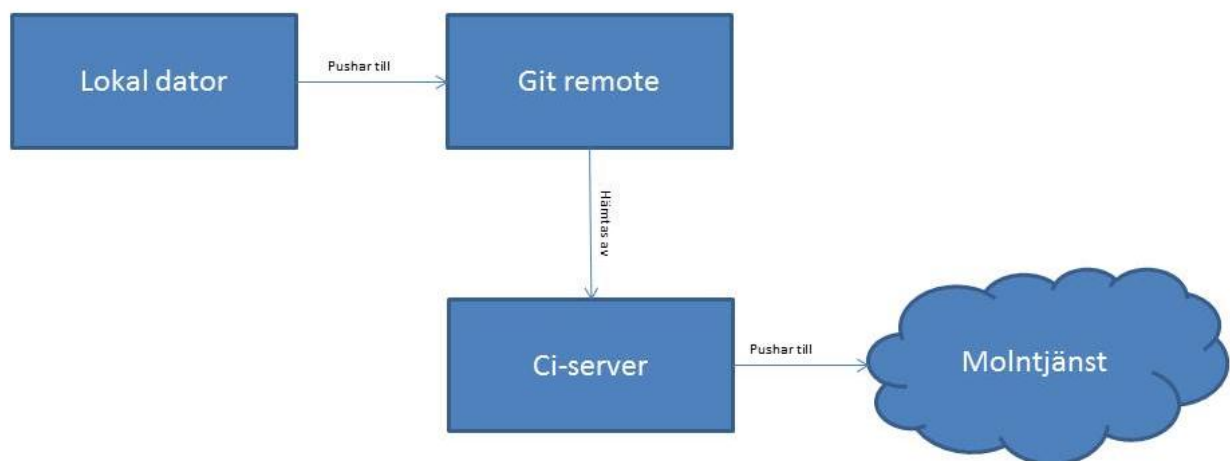 Lokal dator
Pushar till
Git remote
Hämtas av
Ci-server
Pushar till
Molntjänst